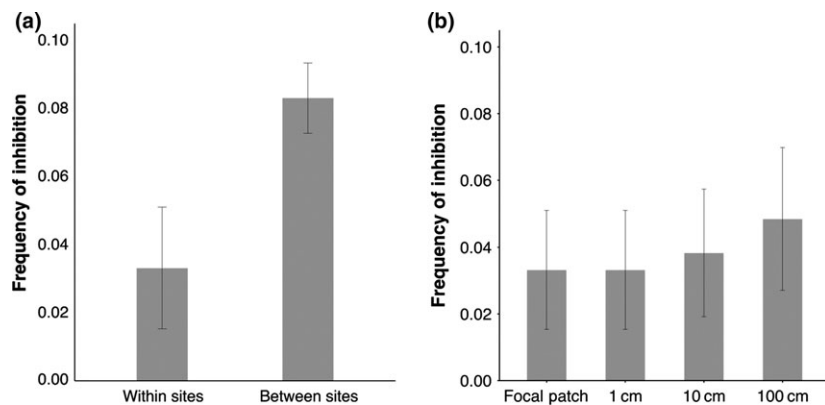 (a)
Frequency of inhibition
0.10
0.08
0.06
0.04
0.02
0.00
Within sites Between sites
(b)
Frequency of inhibition
0.10
0.08
0.06
0.04
0.02
0.00
Focal patch 1 cm 10 cm 100 cm